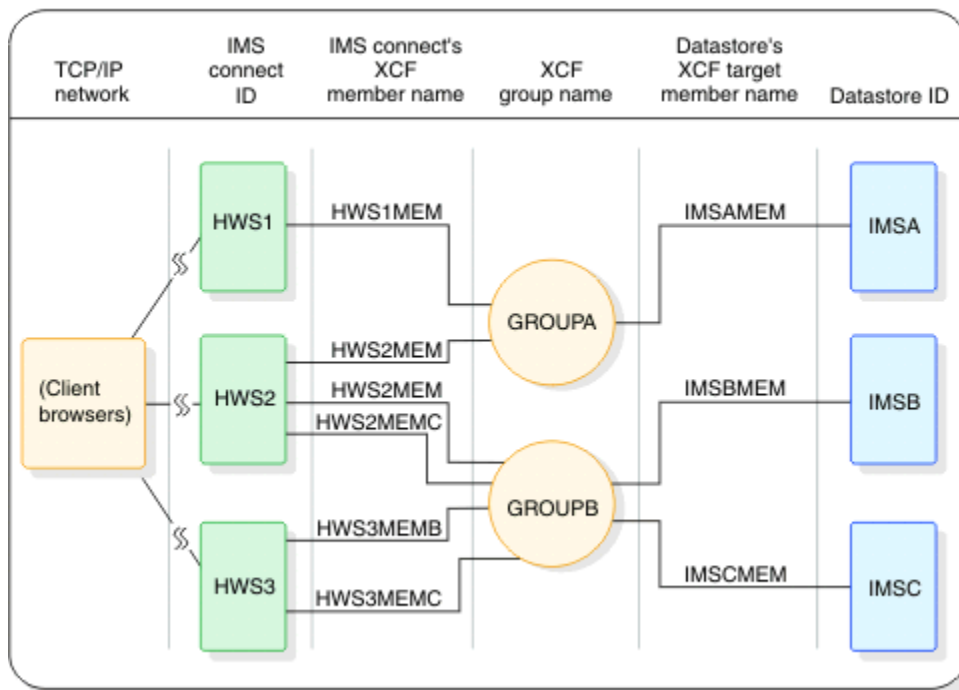 TCP/IP
network
IMS
connect
ID
IMS connect's
XCF
member name
XCF
group name
Datastore's
XCF target
member name
Datastore ID
HWS1
HWS1MEM
IMSAMEM
IMSA
GROUPA
(Client
browsers)
HWS2
HWS2MEM
HWS2MEM
HWS2MEMC
IMSBMEM
IMSB
GROUPB
HWS3
HWS3MEMB
HWS3MEMC
IMSCMEM
IMSC